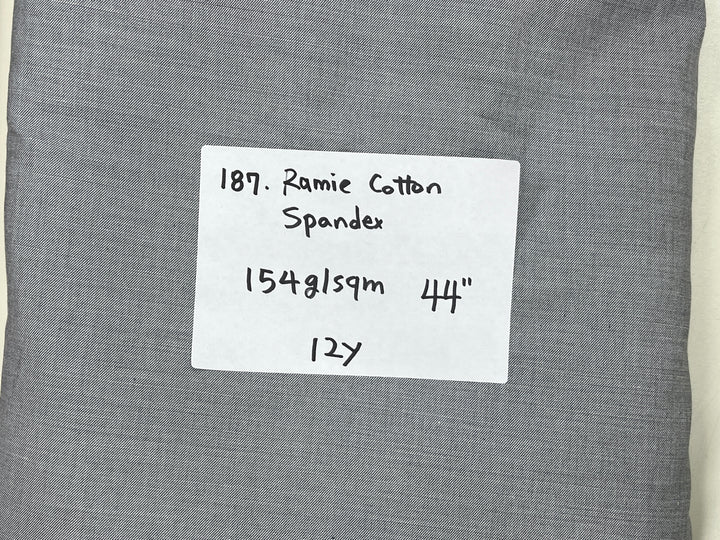 187. Ramie Cotton
Spandex
154g/sqm 44"
12y